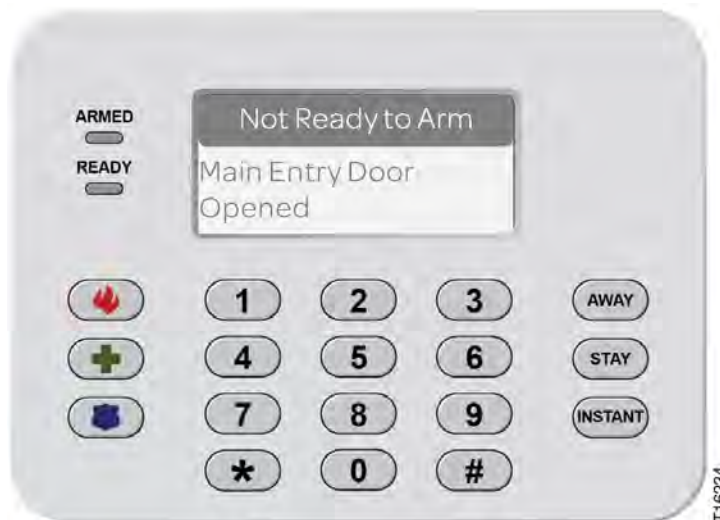 ARMED
READY
Not Ready to Arm
Main Entry Door
Opened
1 2 3 AWAY
4 5 6 STAY
7 8 9 INSTANT
* 0 #